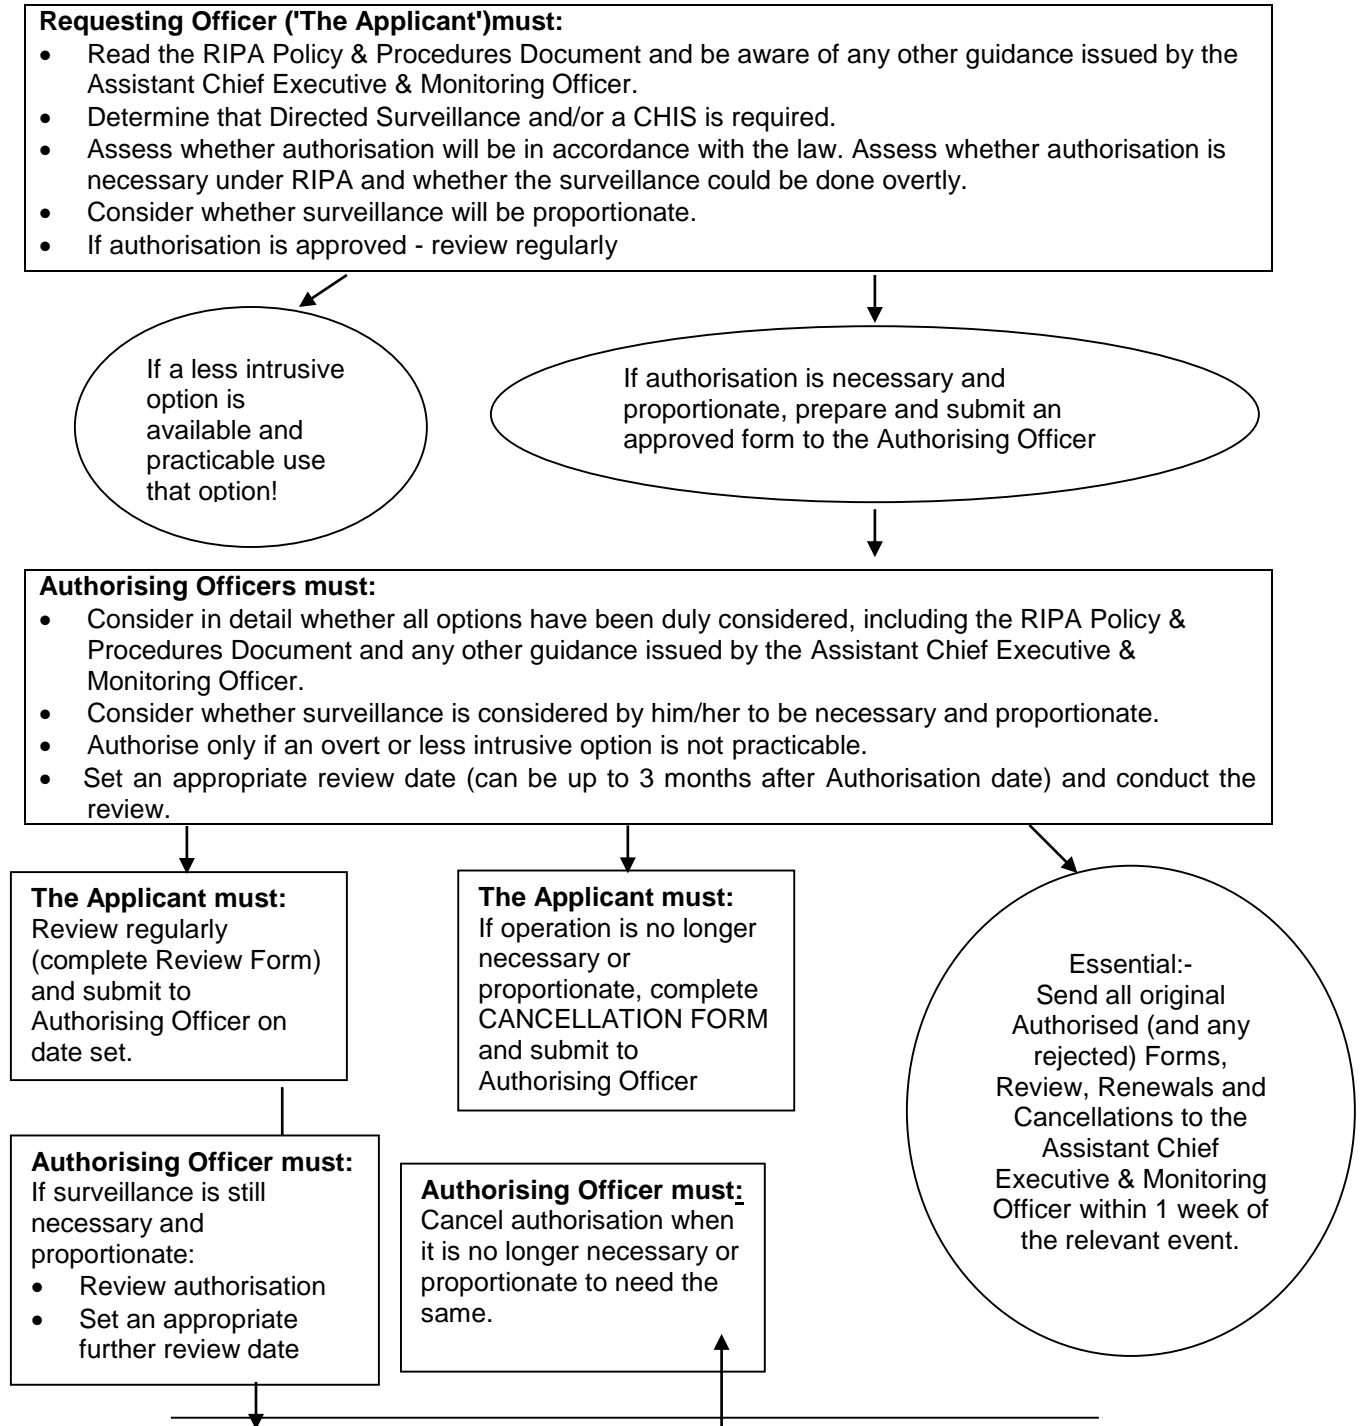 Requesting Officer ('The Applicant')must:
• Read the RIPA Policy & Procedures Document and be aware of any other guidance issued by the
Assistant Chief Executive & Monitoring Officer.
• Determine that Directed Surveillance and/or a CHIS is required.
• Assess whether authorisation will be in accordance with the law. Assess whether authorisation is
necessary under RIPA and whether the surveillance could be done overtly.
• Consider whether surveillance will be proportionate.
• If authorisation is approved - review regularly
If a less intrusive
option is
available and
practicable use
that option!
If authorisation is necessary and
proportionate, prepare and submit an
approved form to the Authorising Officer
Authorising Officers must:
• Consider in detail whether all options have been duly considered, including the RIPA Policy &
Procedures Document and any other guidance issued by the Assistant Chief Executive &
Monitoring Officer.
• Consider whether surveillance is considered by him/her to be necessary and proportionate.
• Authorise only if an overt or less intrusive option is not practicable.
• Set an appropriate review date (can be up to 3 months after Authorisation date) and conduct the
review.
The Applicant must:
Review regularly
(complete Review Form)
and submit to
Authorising Officer on
date set.
The Applicant must:
If operation is no longer
necessary or
proportionate, complete
CANCELLATION FORM
and submit to
Authorising Officer
Essential:-
Send all original
Authorised (and any
rejected) Forms,
Review, Renewals and
Cancellations to the
Assistant Chief
Executive & Monitoring
Officer within 1 week of
the relevant event.
Authorising Officer must:
If surveillance is still
necessary and
proportionate:
• Review authorisation
• Set an appropriate
further review date
Authorising Officer must:
Cancel authorisation when
it is no longer necessary or
proportionate to need the
same.